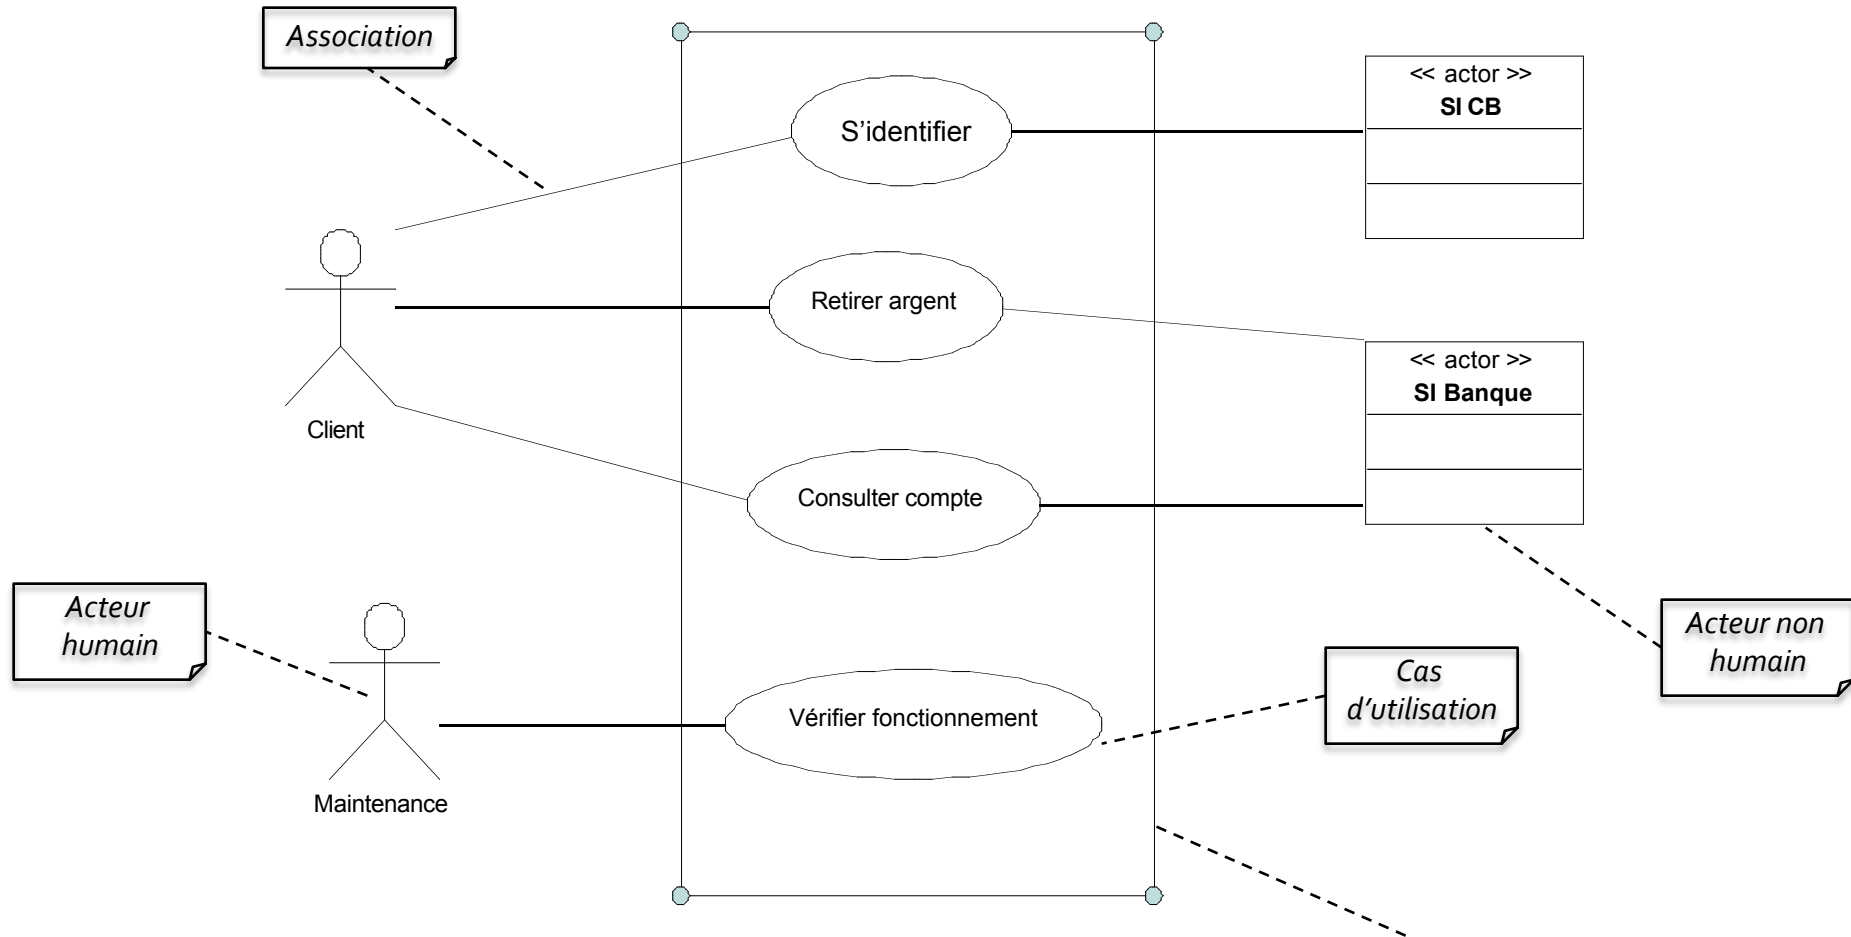 Association
<< actor >>
SI CB
S’identifier
Retirer argent
<< actor >>
SI Banque
Client
Consulter compte
Acteur
humain
Acteur non
humain
Cas
d’utilisation
Vérifier fonctionnement
Maintenance